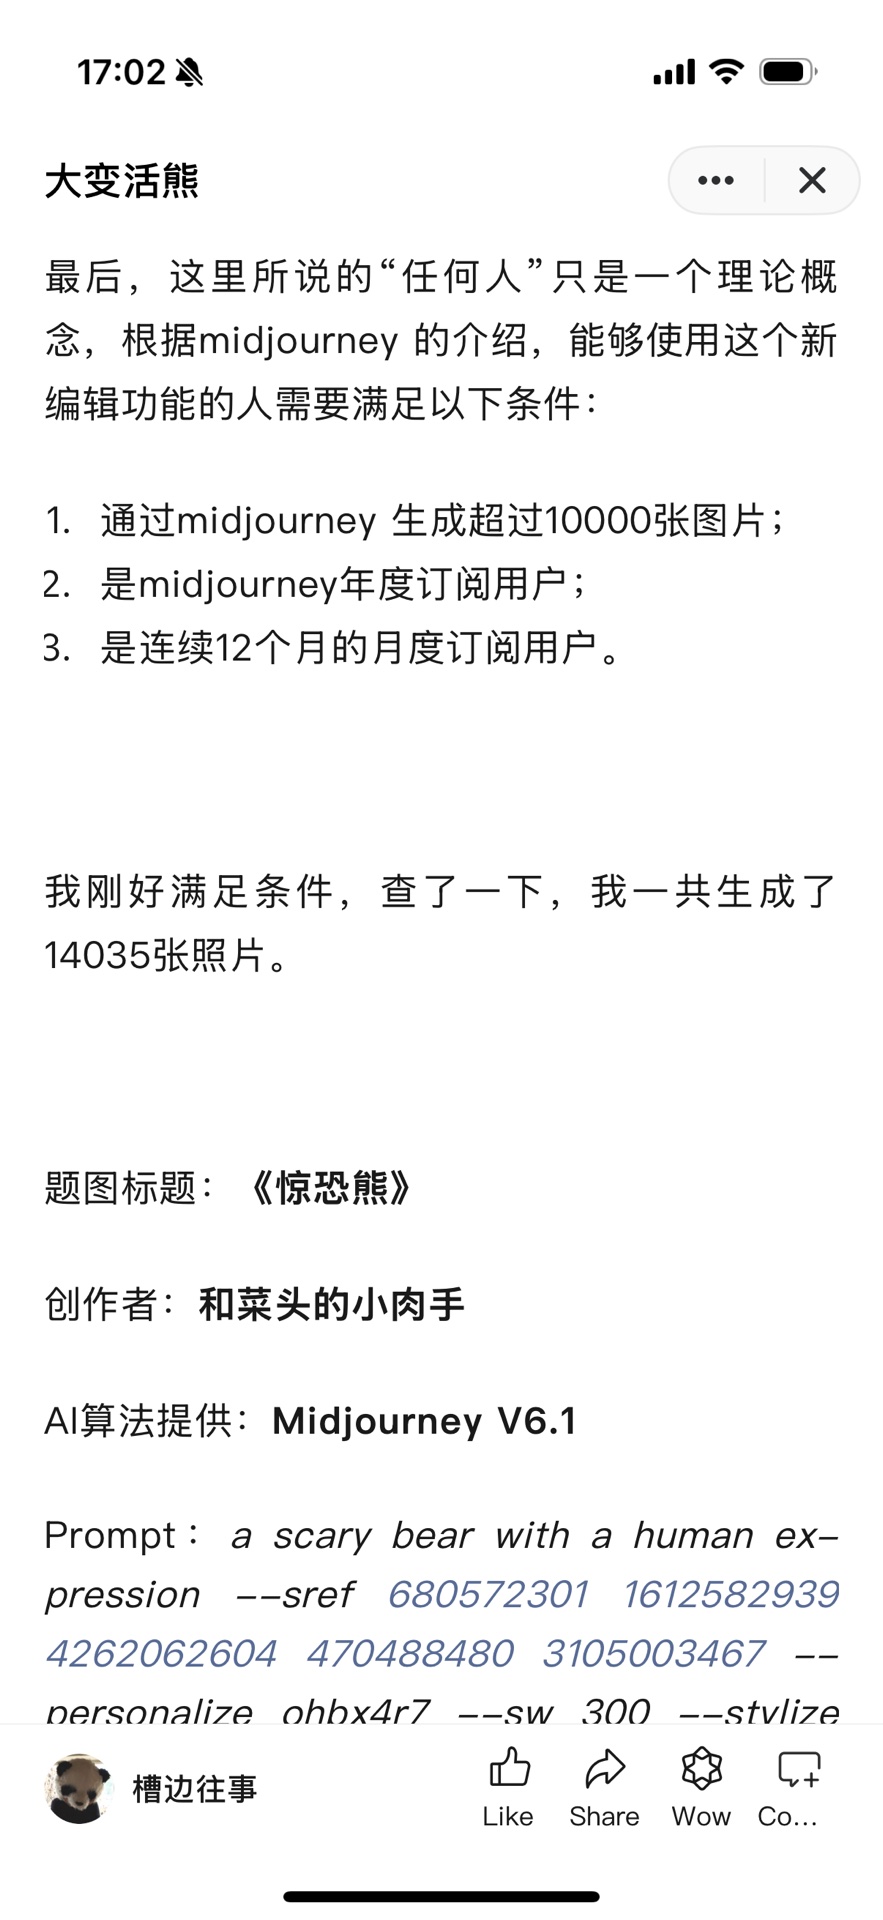 17:02
大变活熊
最后，这里所说的“任何人”只是一个理论概
念，根据midjourney 的介绍，能够使用这个新
编辑功能的人需要满足以下条件：
1. 通过midjourney 生成超过10000张图片；
2. 是midjourney年度订阅用户；
3. 是连续12个月的月度订阅用户。
我刚好满足条件，查了一下，我一共生成了
14035张照片。
题图标题：《惊恐熊》
创作者：和菜头的小肉手
AI算法提供：Midjourney V6.1
Prompt：a scary bear with a human ex-
pression --sref 680572301 1612582939
4262062604 470488480 3105003467 --
personalize ohbx4r7 --sw 300 --stylize
槽边往事
Like Share Wow Co...